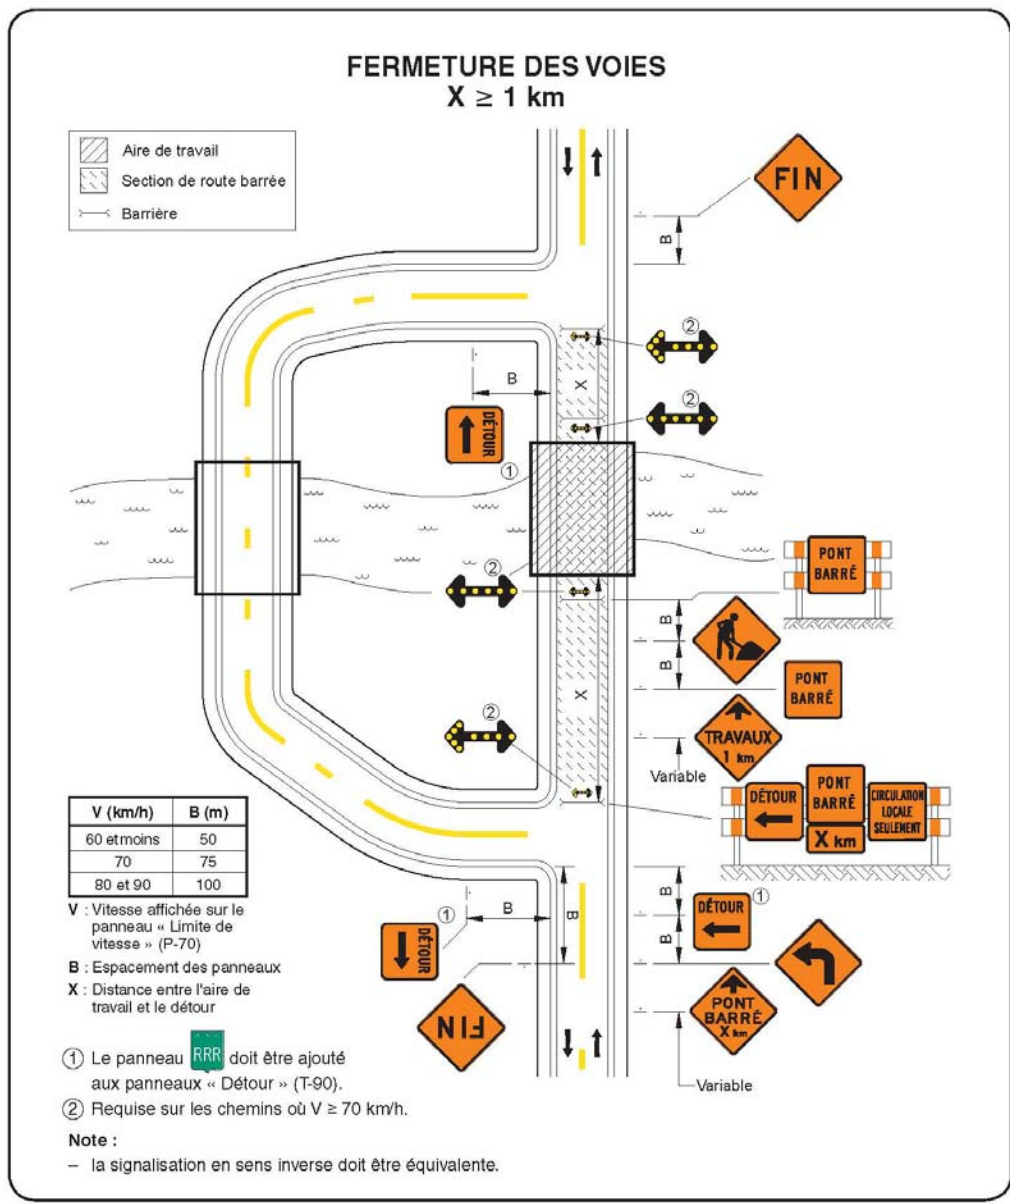 FERMETURE DES VOIES
X ≥ 1 km
Aire de travail
Section de route barrée
Barrière
FIN
B
②
②
B
X
DÉTOUR
①
②
PONT
BARRÉ
B
B
PONT
BARRÉ
X
②
TRAVAUX
1 km
Variable
DÉTOUR
PONT
BARRÉ
X km
CIRCULATION
LOCALE
SEULEMENT
V (km/h) B (m)
60 et moins 50
70 75
80 et 90 100
V : Vitesse affichée sur le
panneau « Limite de
vitesse » (P-70)
B : Espacement des panneaux
X : Distance entre l'aire de
travail et le détour
①
B
DÉTOUR
B
B
B
DÉTOUR
①
FIN
PONT
BARRÉ
X km
Variable
① Le panneau RRR doit être ajouté
aux panneaux « Détour » (T-90).
② Requise sur les chemins où V ≥ 70 km/h.
Note :
– la signalisation en sens inverse doit être équivalente.